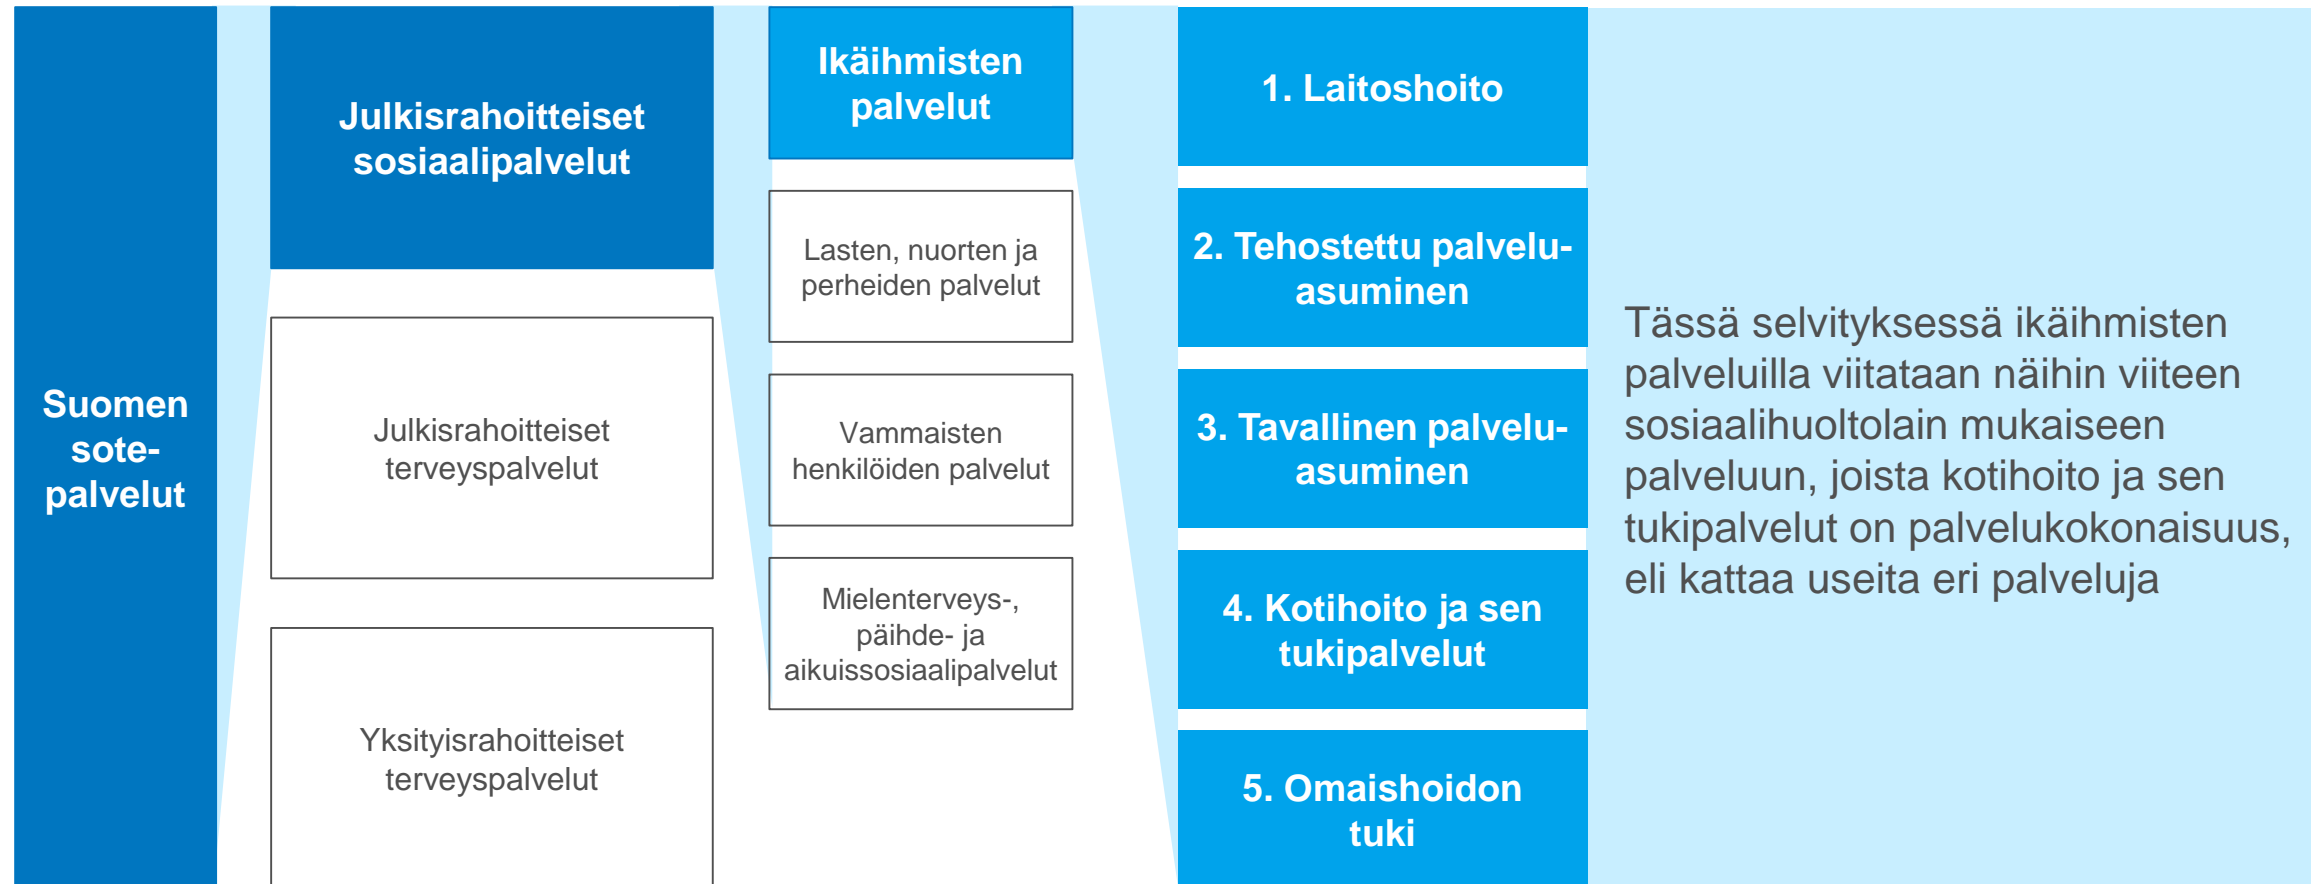 Suomen
sote-
palvelut
Julkisrahoitteiset
sosiaalipalvelut
Julkisrahoitteiset
terveyspalvelut
Yksityisrahoitteiset
terveyspalvelut
Ikäihmisten
palvelut
Lasten, nuorten ja
perheiden palvelut
Vammaisten
henkilöiden palvelut
Mielenterveys-,
päihde- ja
aikuissosiaalipalvelut
1. Laitoshoito
2. Tehostettu palvelu-
asuminen
3. Tavallinen palvelu-
asuminen
4. Kotihoito ja sen
tukipalvelut
5. Omaishoidon
tuki
Tässä selvityksessä ikäihmisten
palveluilla viitataan näihin viiteen
sosiaalihuoltolain mukaiseen
palveluun, joista kotihoito ja sen
tukipalvelut on palvelukokonaisuus,
eli kattaa useita eri palveluja